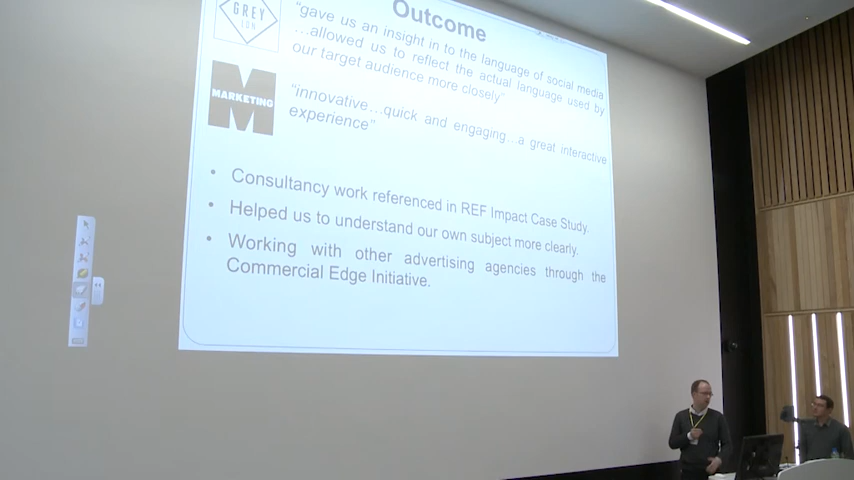 Outcome
GREY
LON
"gave us an insight in to the language of social media
...allowed us to reflect the actual language used by
our target audience more closely"
MARKETING
"innovative...quick and engaging...a great interactive
experience"
• Consultancy work referenced in REF Impact Case Study.
• Helped us to understand our own subject more clearly.
• Working with other advertising agencies through the
Commercial Edge Initiative.